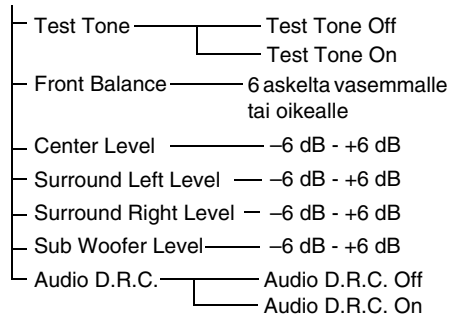 Test Tone Test Tone Off
Test Tone On
Front Balance 6 askelta vasemmalle
tai oikealle
Center Level –6 dB - +6 dB
Surround Left Level –6 dB - +6 dB
Surround Right Level –6 dB - +6 dB
Sub Woofer Level –6 dB - +6 dB
Audio D.R.C. Audio D.R.C. Off
Audio D.R.C. On